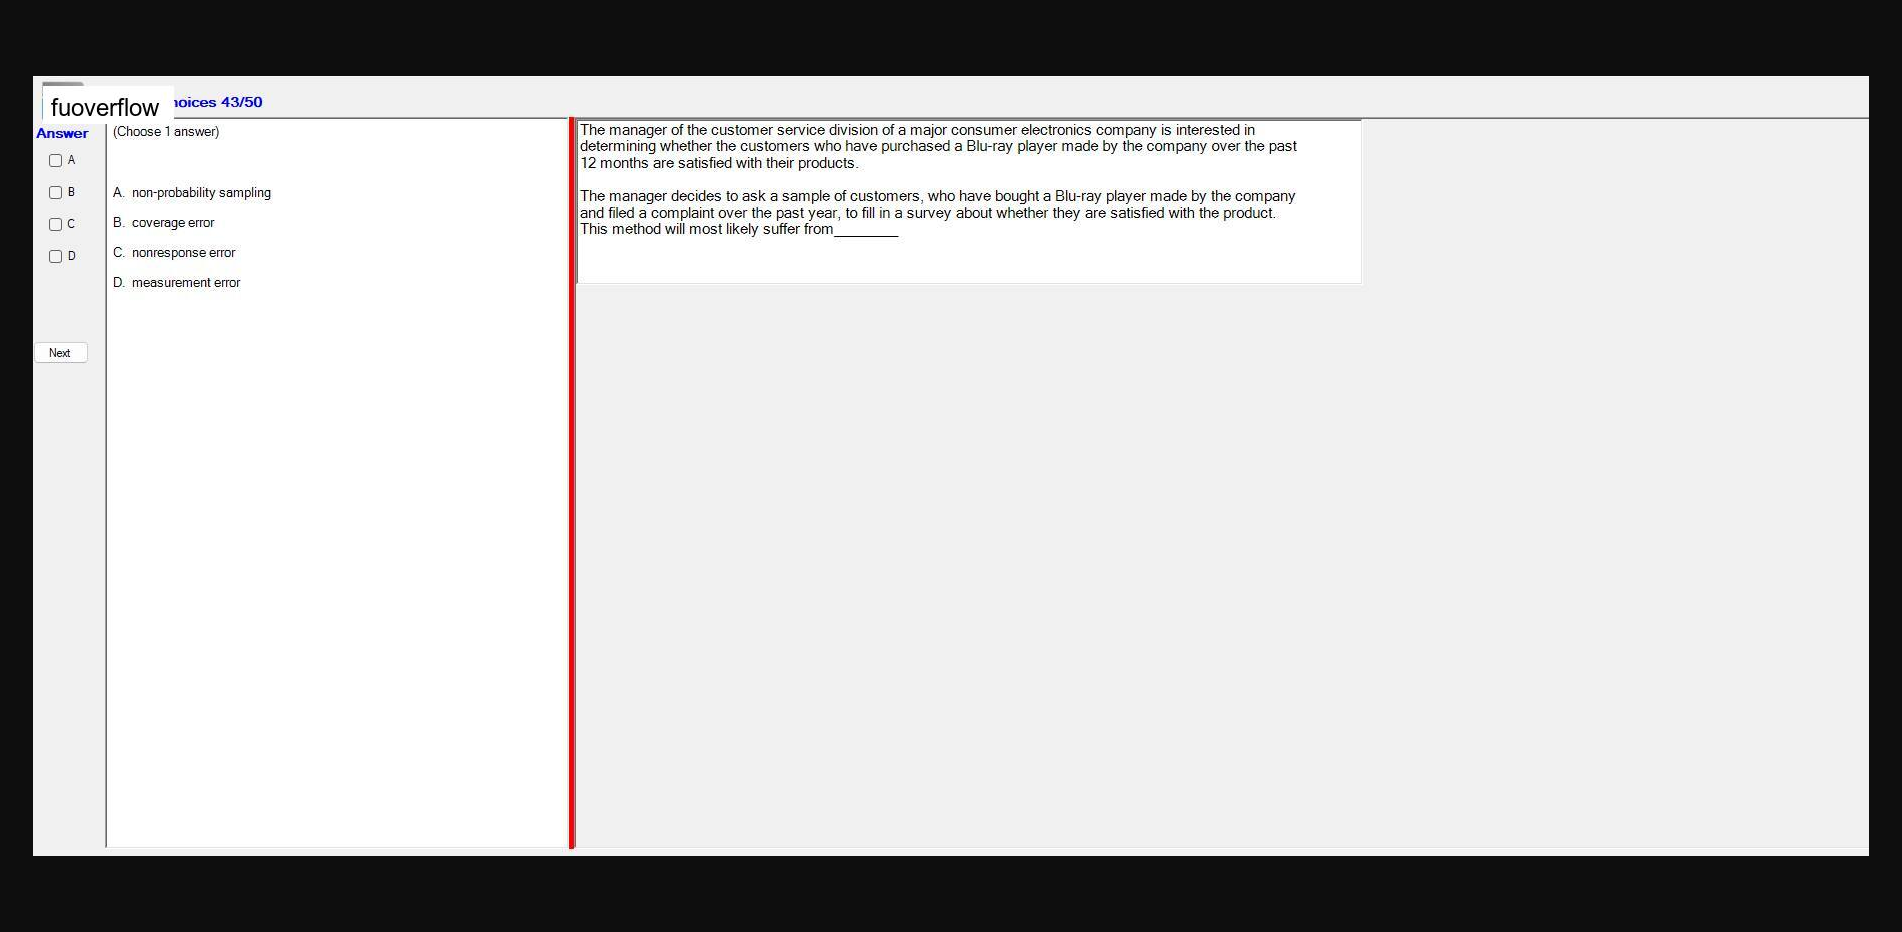 fuoverflow
hoices 43/50
Answer
(Choose 1 answer)
A
B
C
D
A. non-probability sampling
B. coverage error
C. nonresponse error
D. measurement error
Next
The manager of the customer service division of a major consumer electronics company is interested in
determining whether the customers who have purchased a Blu-ray player made by the company over the past
12 months are satisfied with their products.
The manager decides to ask a sample of customers, who have bought a Blu-ray player made by the company
and filed a complaint over the past year, to fill in a survey about whether they are satisfied with the product.
This method will most likely suffer from________